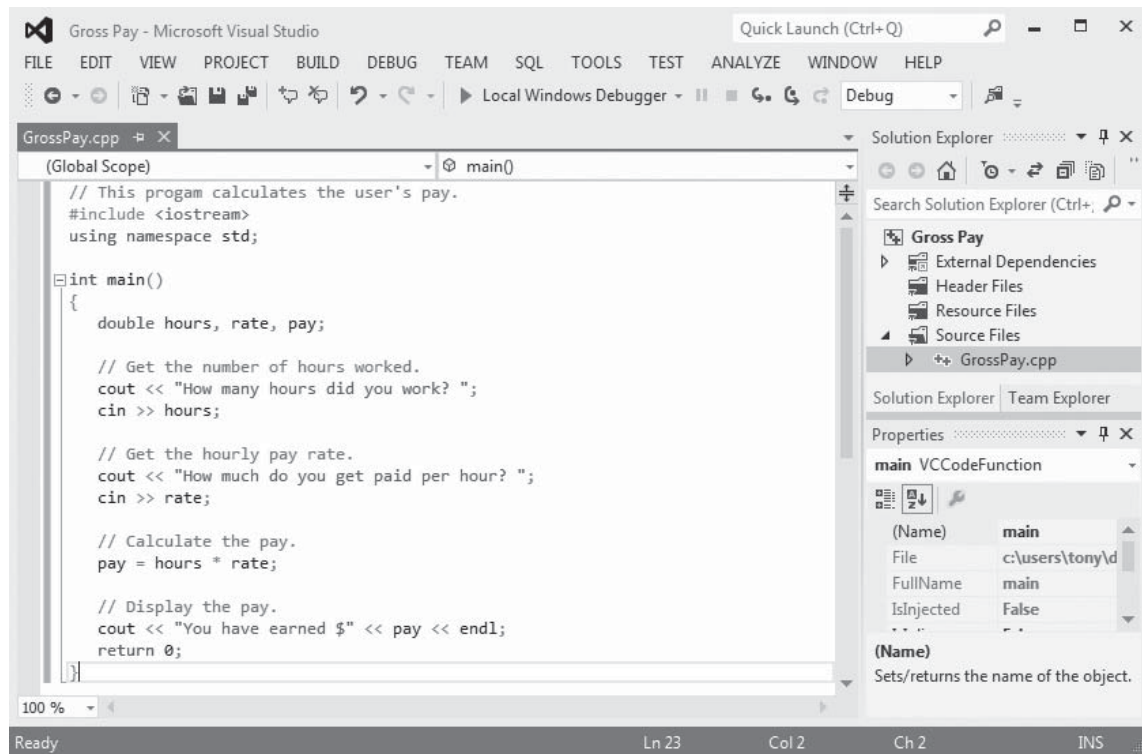 Gross Pay - Microsoft Visual Studio
Quick Launch (Ctrl+Q)
FILE EDIT VIEW PROJECT BUILD DEBUG TEAM SQL TOOLS TEST ANALYZE WINDOW HELP
Local Windows Debugger
Debug
GrossPay.cpp
(Global Scope)
main()
// This progam calculates the user's pay.
#include <iostream>
using namespace std;
int main()
{
double hours, rate, pay;
// Get the number of hours worked.
cout << "How many hours did you work? ";
cin >> hours;
// Get the hourly pay rate.
cout << "How much do you get paid per hour? ";
cin >> rate;
// Calculate the pay.
pay = hours * rate;
// Display the pay.
cout << "You have earned $" << pay << endl;
return 0;
}
100 %
Solution Explorer
Search Solution Explorer (Ctrl+;
Gross Pay
External Dependencies
Header Files
Resource Files
Source Files
GrossPay.cpp
Solution Explorer Team Explorer
Properties
main VCCodeFunction
(Name) main
File c:\users\tony\d
FullName main
IsInjected False
(Name)
Sets/returns the name of the object.
Ready Ln 23 Col 2 Ch 2 INS